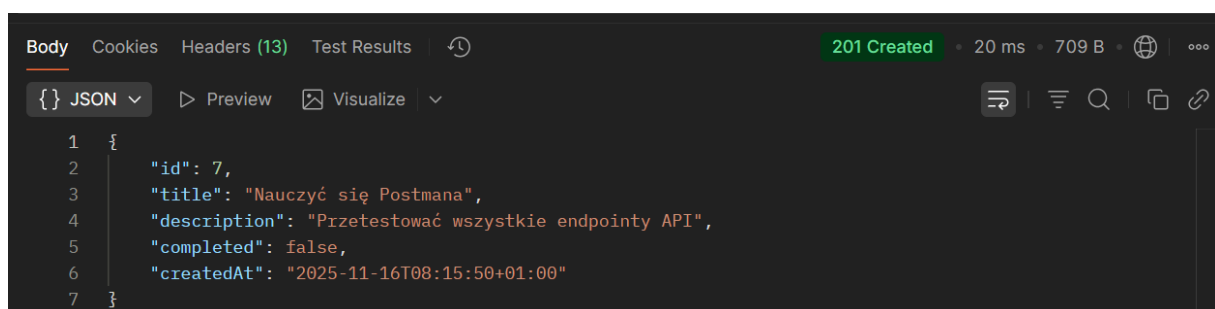 Body Cookies Headers (13) Test Results 201 Created • 20 ms • 709 B •
{} JSON Preview Visualize
1 {
2 "id": 7,
3 "title": "Nauczyć się Postmana",
4 "description": "Przetestować wszystkie endpointy API",
5 "completed": false,
6 "createdAt": "2025-11-16T08:15:50+01:00"
7 }